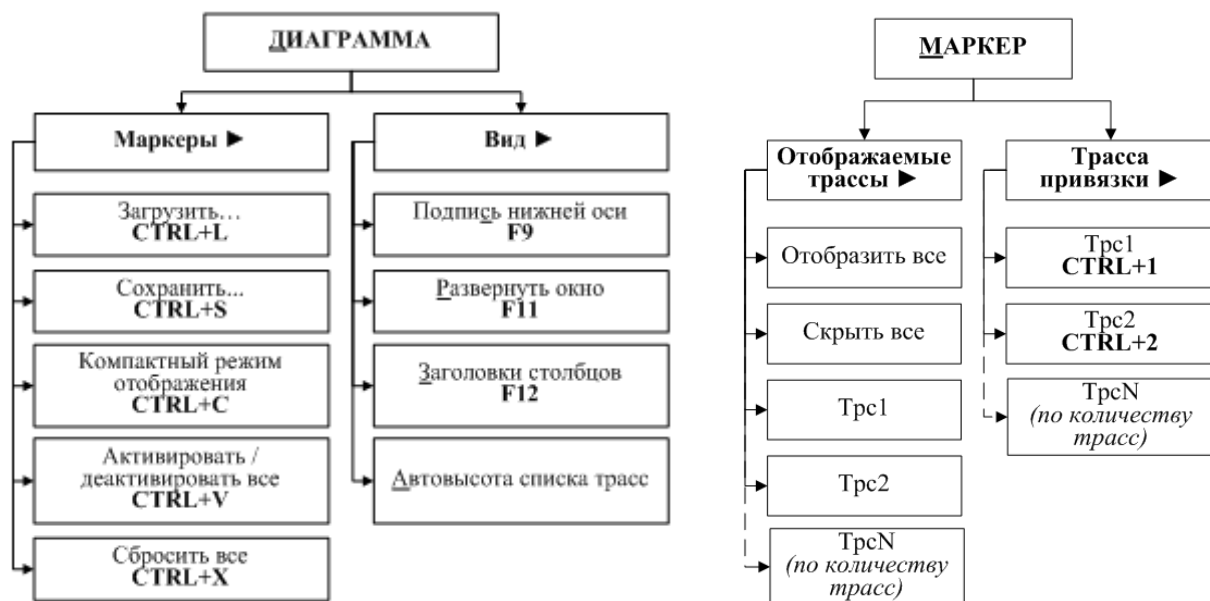 ДИАГРАММА
Маркеры ►
Загрузить…
CTRL+L
Сохранить...
CTRL+S
Компактный режим
отображения
CTRL+C
Активировать /
деактивировать все
CTRL+V
Сбросить все
CTRL+X
Вид ►
Подпись нижней оси
F9
Развернуть окно
F11
Заголовки столбцов
F12
Автовысота списка трасс
МАРКЕР
Отображаемые
трассы ►
Отобразить все
Скрыть все
Трс1
Трс2
ТрсN
(по количеству
трасс)
Трасса
привязки ►
Трс1
CTRL+1
Трс2
CTRL+2
ТрсN
(по количеству
трасс)